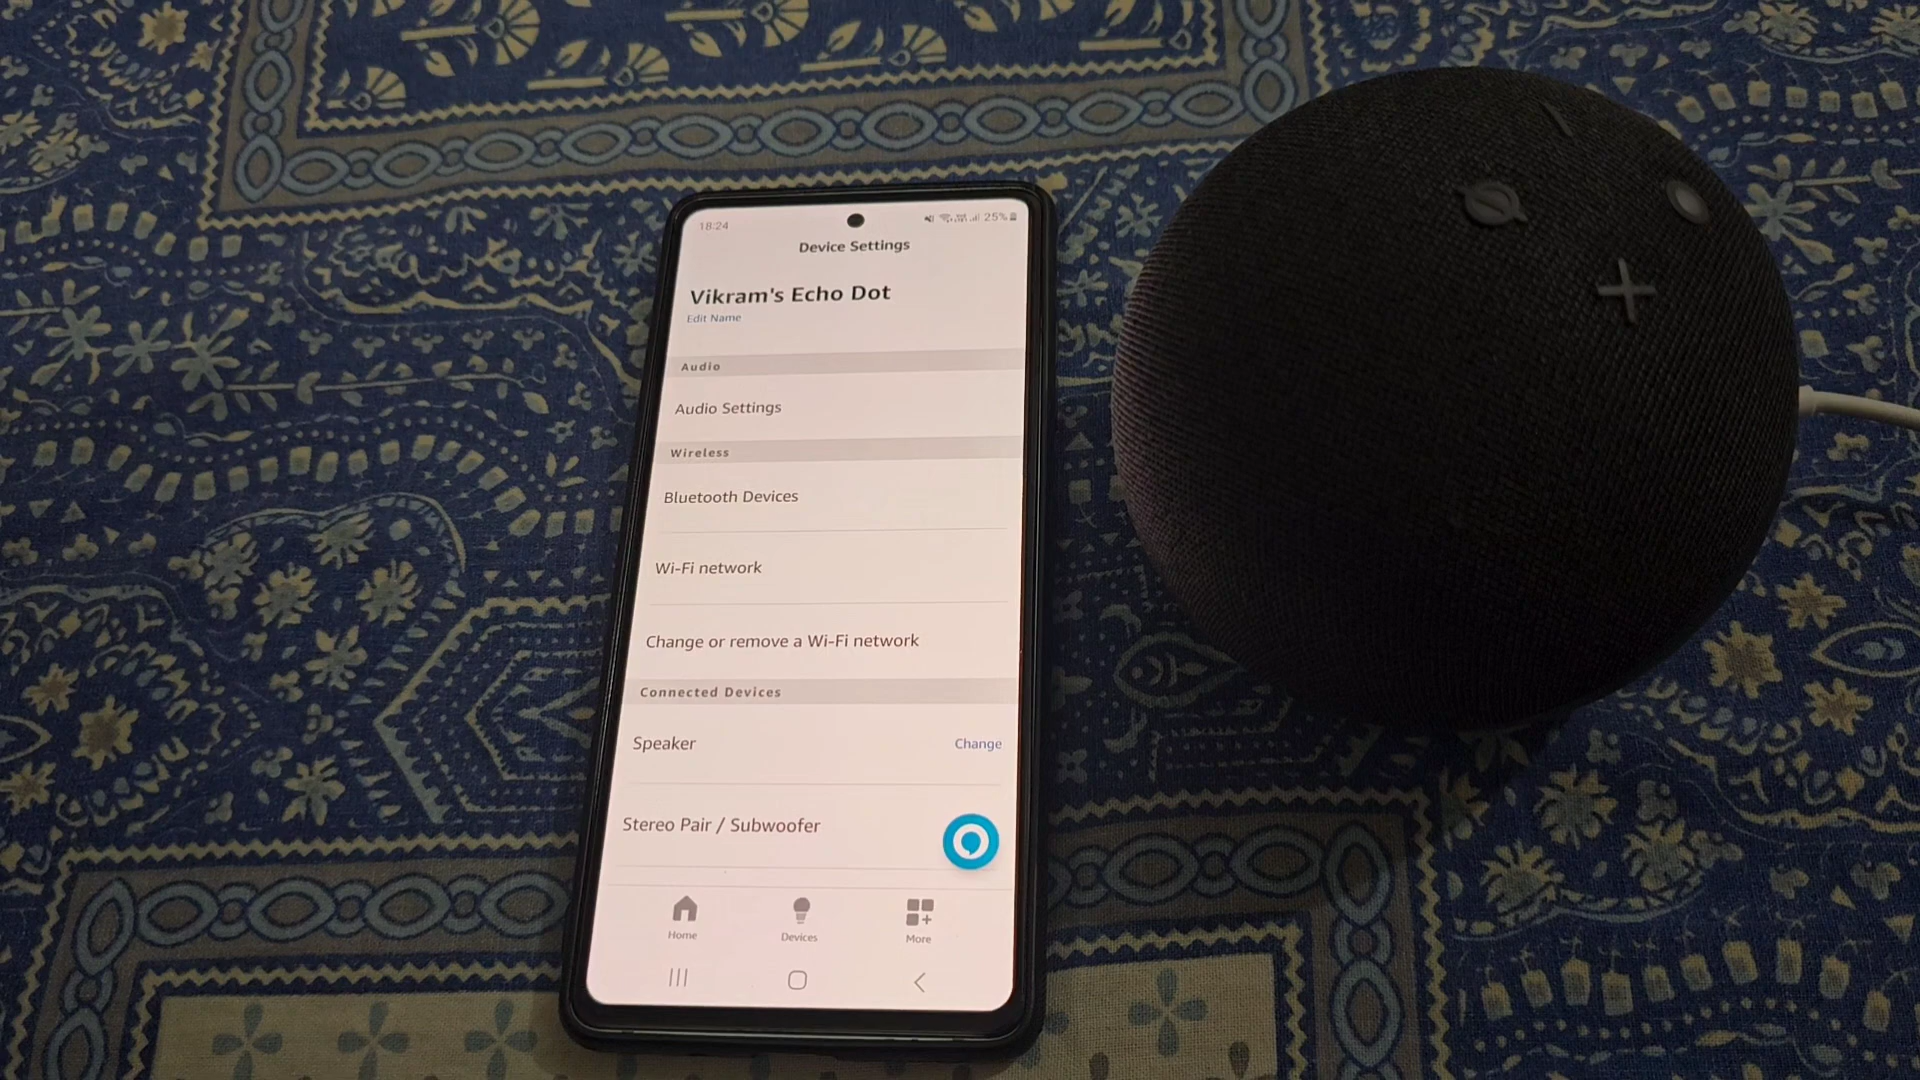 18:24
25%
Device Settings
Vikram's Echo Dot
Edit Name
Audio
Audio Settings
Wireless
Bluetooth Devices
Wi-Fi network
Change or remove a Wi-Fi network
Connected Devices
Speaker Change
Stereo Pair / Subwoofer
Home Devices More